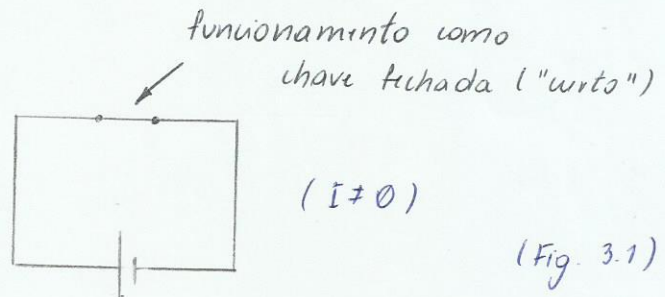 funcionamento como
chave fechada ("curto")
(I ≠ 0)
(Fig. 3.1)